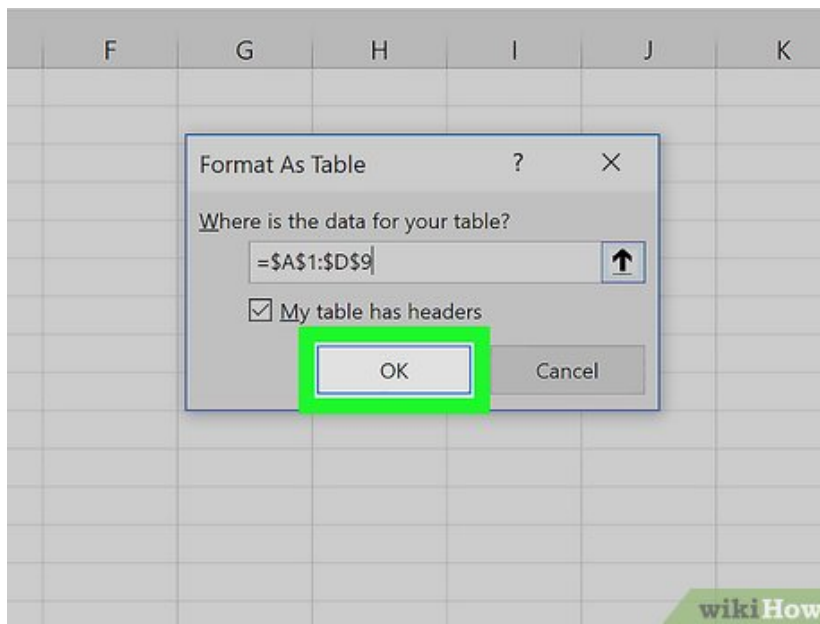 F G H I J K
Format As Table ? ×
Where is the data for your table?
=$A$1:$D$9
My table has headers
OK Cancel
wikiHow